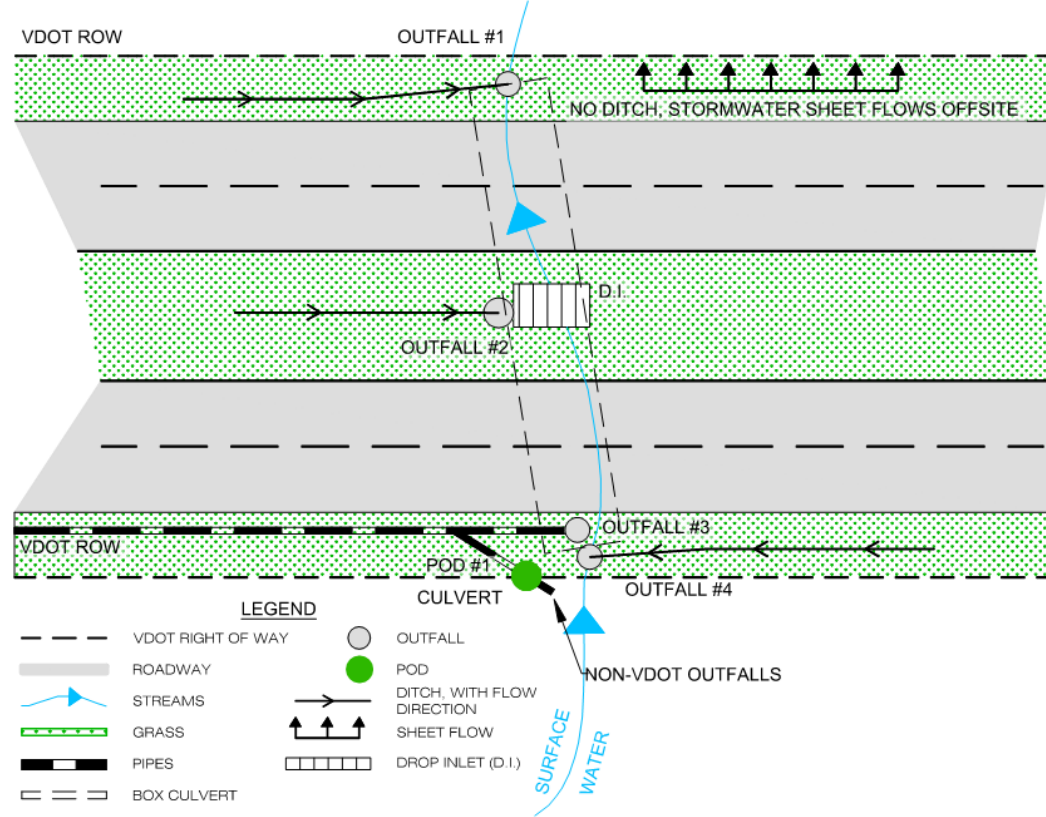 VDOT ROW
OUTFALL #1
NO DITCH, STORMWATER SHEET FLOWS OFFSITE
D.I.
OUTFALL #2
OUTFALL #3
VDOT ROW
POD #1
CULVERT
OUTFALL #4
NON-VDOT OUTFALLS
SURFACE
WATER
LEGEND
VDOT RIGHT OF WAY
ROADWAY
STREAMS
GRASS
PIPES
BOX CULVERT
OUTFALL
POD
DITCH, WITH FLOW
DIRECTION
SHEET FLOW
DROP INLET (D.I.)